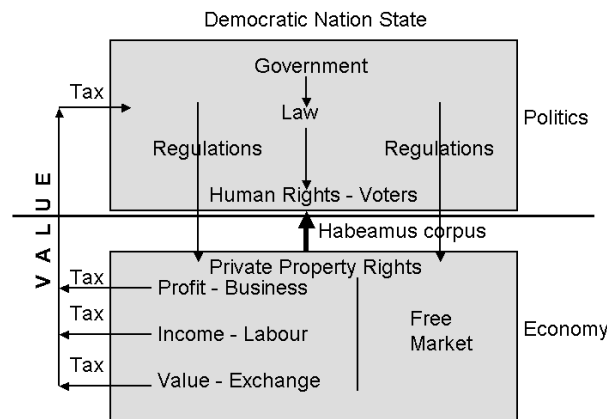 Democratic Nation State
Government
Tax
Law
Politics
Regulations
Regulations
Human Rights - Voters
Habeamus corpus
VALUE
Private Property Rights
Tax
Profit - Business
Tax
Income - Labour
Free
Market
Economy
Tax
Value - Exchange